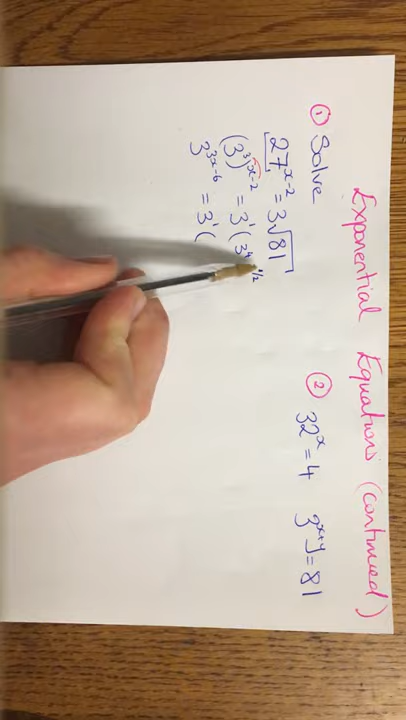 Exponential Equations (continued)
① Solve
27^{x-2} = 3√81
(3³)^{x-2} = 3¹(3⁴)^{1/2}
3^{3x-6} = 3¹(
② 32^x = 4 3^{x+y} = 81